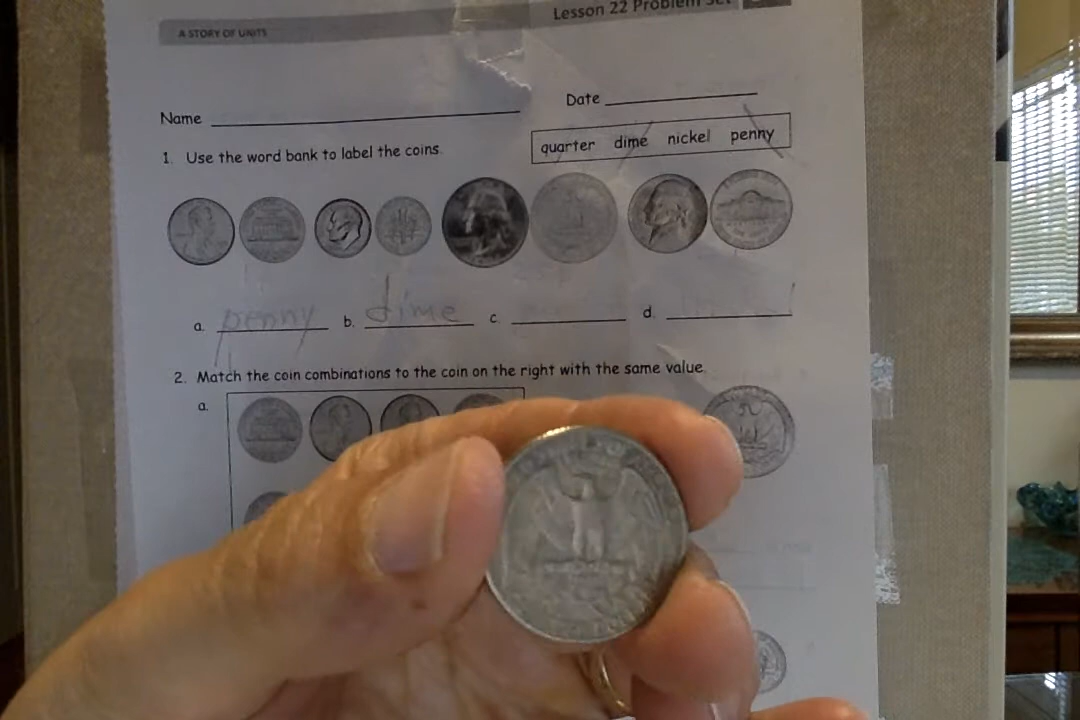 A STORY OF UNITS
Lesson 22 Problem Set
Name
Date
1. Use the word bank to label the coins.
quarter dime nickel penny
a. penny b. dime c. d.
2. Match the coin combinations to the coin on the right with the same value.
a.